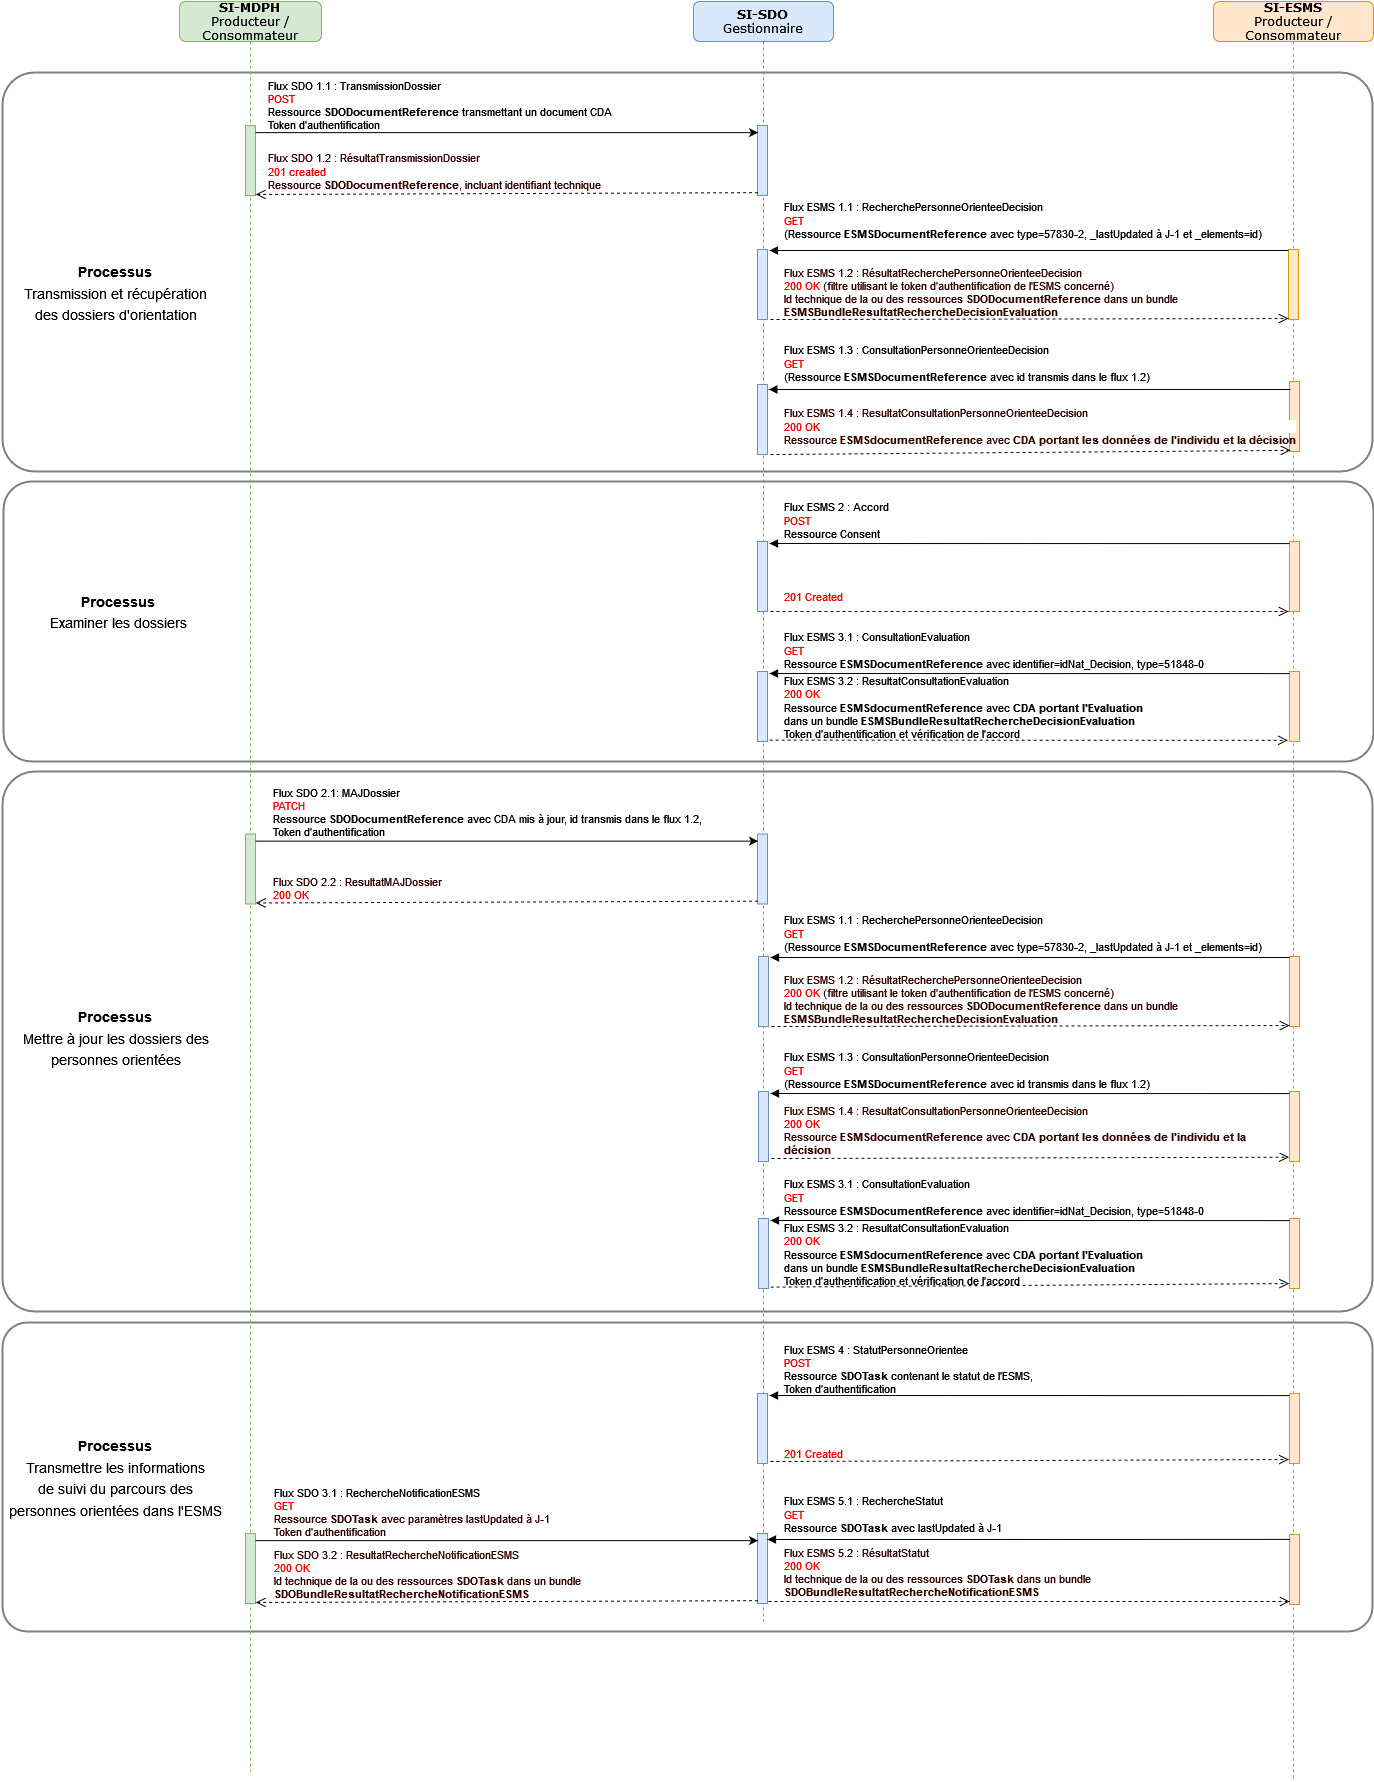 SI-MDPH
Producteur /
Consommateur
SI-SDO
Gestionnaire
SI-ESMS
Producteur /
Consommateur
Flux SDO 1.1 : TransmissionDossier
POST
Ressource SDODocumentReference transmettant un document CDA
Token d'authentification
Flux SDO 1.2 : RésultatTransmissionDossier
201 created
Ressource SDODocumentReference, incluant identifiant technique
Flux ESMS 1.1 : RecherchePersonneOrienteeDecision
GET
(Ressource ESMSDocumentReference avec type=57830-2, _lastUpdated à J-1 et _elements=id)
Processus
Transmission et récupération
des dossiers d'orientation
Flux ESMS 1.2 : RésultatRecherchePersonneOrienteeDecision
200 OK (filtre utilisant le token d'authentification de l'ESMS concerné)
Id technique de la ou des ressources SDODocumentReference dans un bundle
ESMSBundleResultatRechercheDecisionEvaluation
Flux ESMS 1.3 : ConsultationPersonneOrienteeDecision
GET
(Ressource ESMSDocumentReference avec id transmis dans le flux 1.2)
Flux ESMS 1.4 : ResultatConsultationPersonneOrienteeDecision
200 OK
Ressource ESMSdocumentReference avec CDA portant les données de l'individu et la décision
Flux ESMS 2 : Accord
POST
Ressource Consent
Processus
Examiner les dossiers
201 Created
Flux ESMS 3.1 : ConsultationEvaluation
GET
Ressource ESMSDocumentReference avec identifier=idNat_Decision, type=51848-0
Flux ESMS 3.2 : ResultatConsultationEvaluation
200 OK
Ressource ESMSdocumentReference avec CDA portant l'Evaluation
dans un bundle ESMSBundleResultatRechercheDecisionEvaluation
Token d'authentification et vérification de l'accord
Flux SDO 2.1: MAJDossier
PATCH
Ressource SDODocumentReference avec CDA mis à jour, id transmis dans le flux 1.2,
Token d'authentification
Flux SDO 2.2 : ResultatMAJDossier
200 OK
Flux ESMS 1.1 : RecherchePersonneOrienteeDecision
GET
(Ressource ESMSDocumentReference avec type=57830-2, _lastUpdated à J-1 et _elements=id)
Flux ESMS 1.2 : RésultatRecherchePersonneOrienteeDecision
200 OK (filtre utilisant le token d'authentification de l'ESMS concerné)
Id technique de la ou des ressources SDODocumentReference dans un bundle
ESMSBundleResultatRechercheDecisionEvaluation
Processus
Mettre à jour les dossiers des
personnes orientées
Flux ESMS 1.3 : ConsultationPersonneOrienteeDecision
GET
(Ressource ESMSDocumentReference avec id transmis dans le flux 1.2)
Flux ESMS 1.4 : ResultatConsultationPersonneOrienteeDecision
200 OK
Ressource ESMSdocumentReference avec CDA portant les données de l'individu et la
décision
Flux ESMS 3.1 : ConsultationEvaluation
GET
Ressource ESMSDocumentReference avec identifier=idNat_Decision, type=51848-0
Flux ESMS 3.2 : ResultatConsultationEvaluation
200 OK
Ressource ESMSdocumentReference avec CDA portant l'Evaluation
dans un bundle ESMSBundleResultatRechercheDecisionEvaluation
Token d'authentification et vérification de l'accord
Flux ESMS 4 : StatutPersonneOrientee
POST
Ressource SDOTask contenant le statut de l'ESMS,
Token d'authentification
201 Created
Processus
Transmettre les informations
de suivi du parcours des
personnes orientées dans l'ESMS
Flux SDO 3.1 : RechercheNotificationESMS
GET
Ressource SDOTask avec paramètres lastUpdated à J-1
Token d'authentification
Flux SDO 3.2 : ResultatRechercheNotificationESMS
200 OK
Id technique de la ou des ressources SDOTask dans un bundle
SDOBundleResultatRechercheNotificationESMS
Flux ESMS 5.1 : RechercheStatut
GET
Ressource SDOTask avec lastUpdated à J-1
Flux ESMS 5.2 : RésultatStatut
200 OK
Id technique de la ou des ressources SDOTask dans un bundle
SDOBundleResultatRechercheNotificationESMS